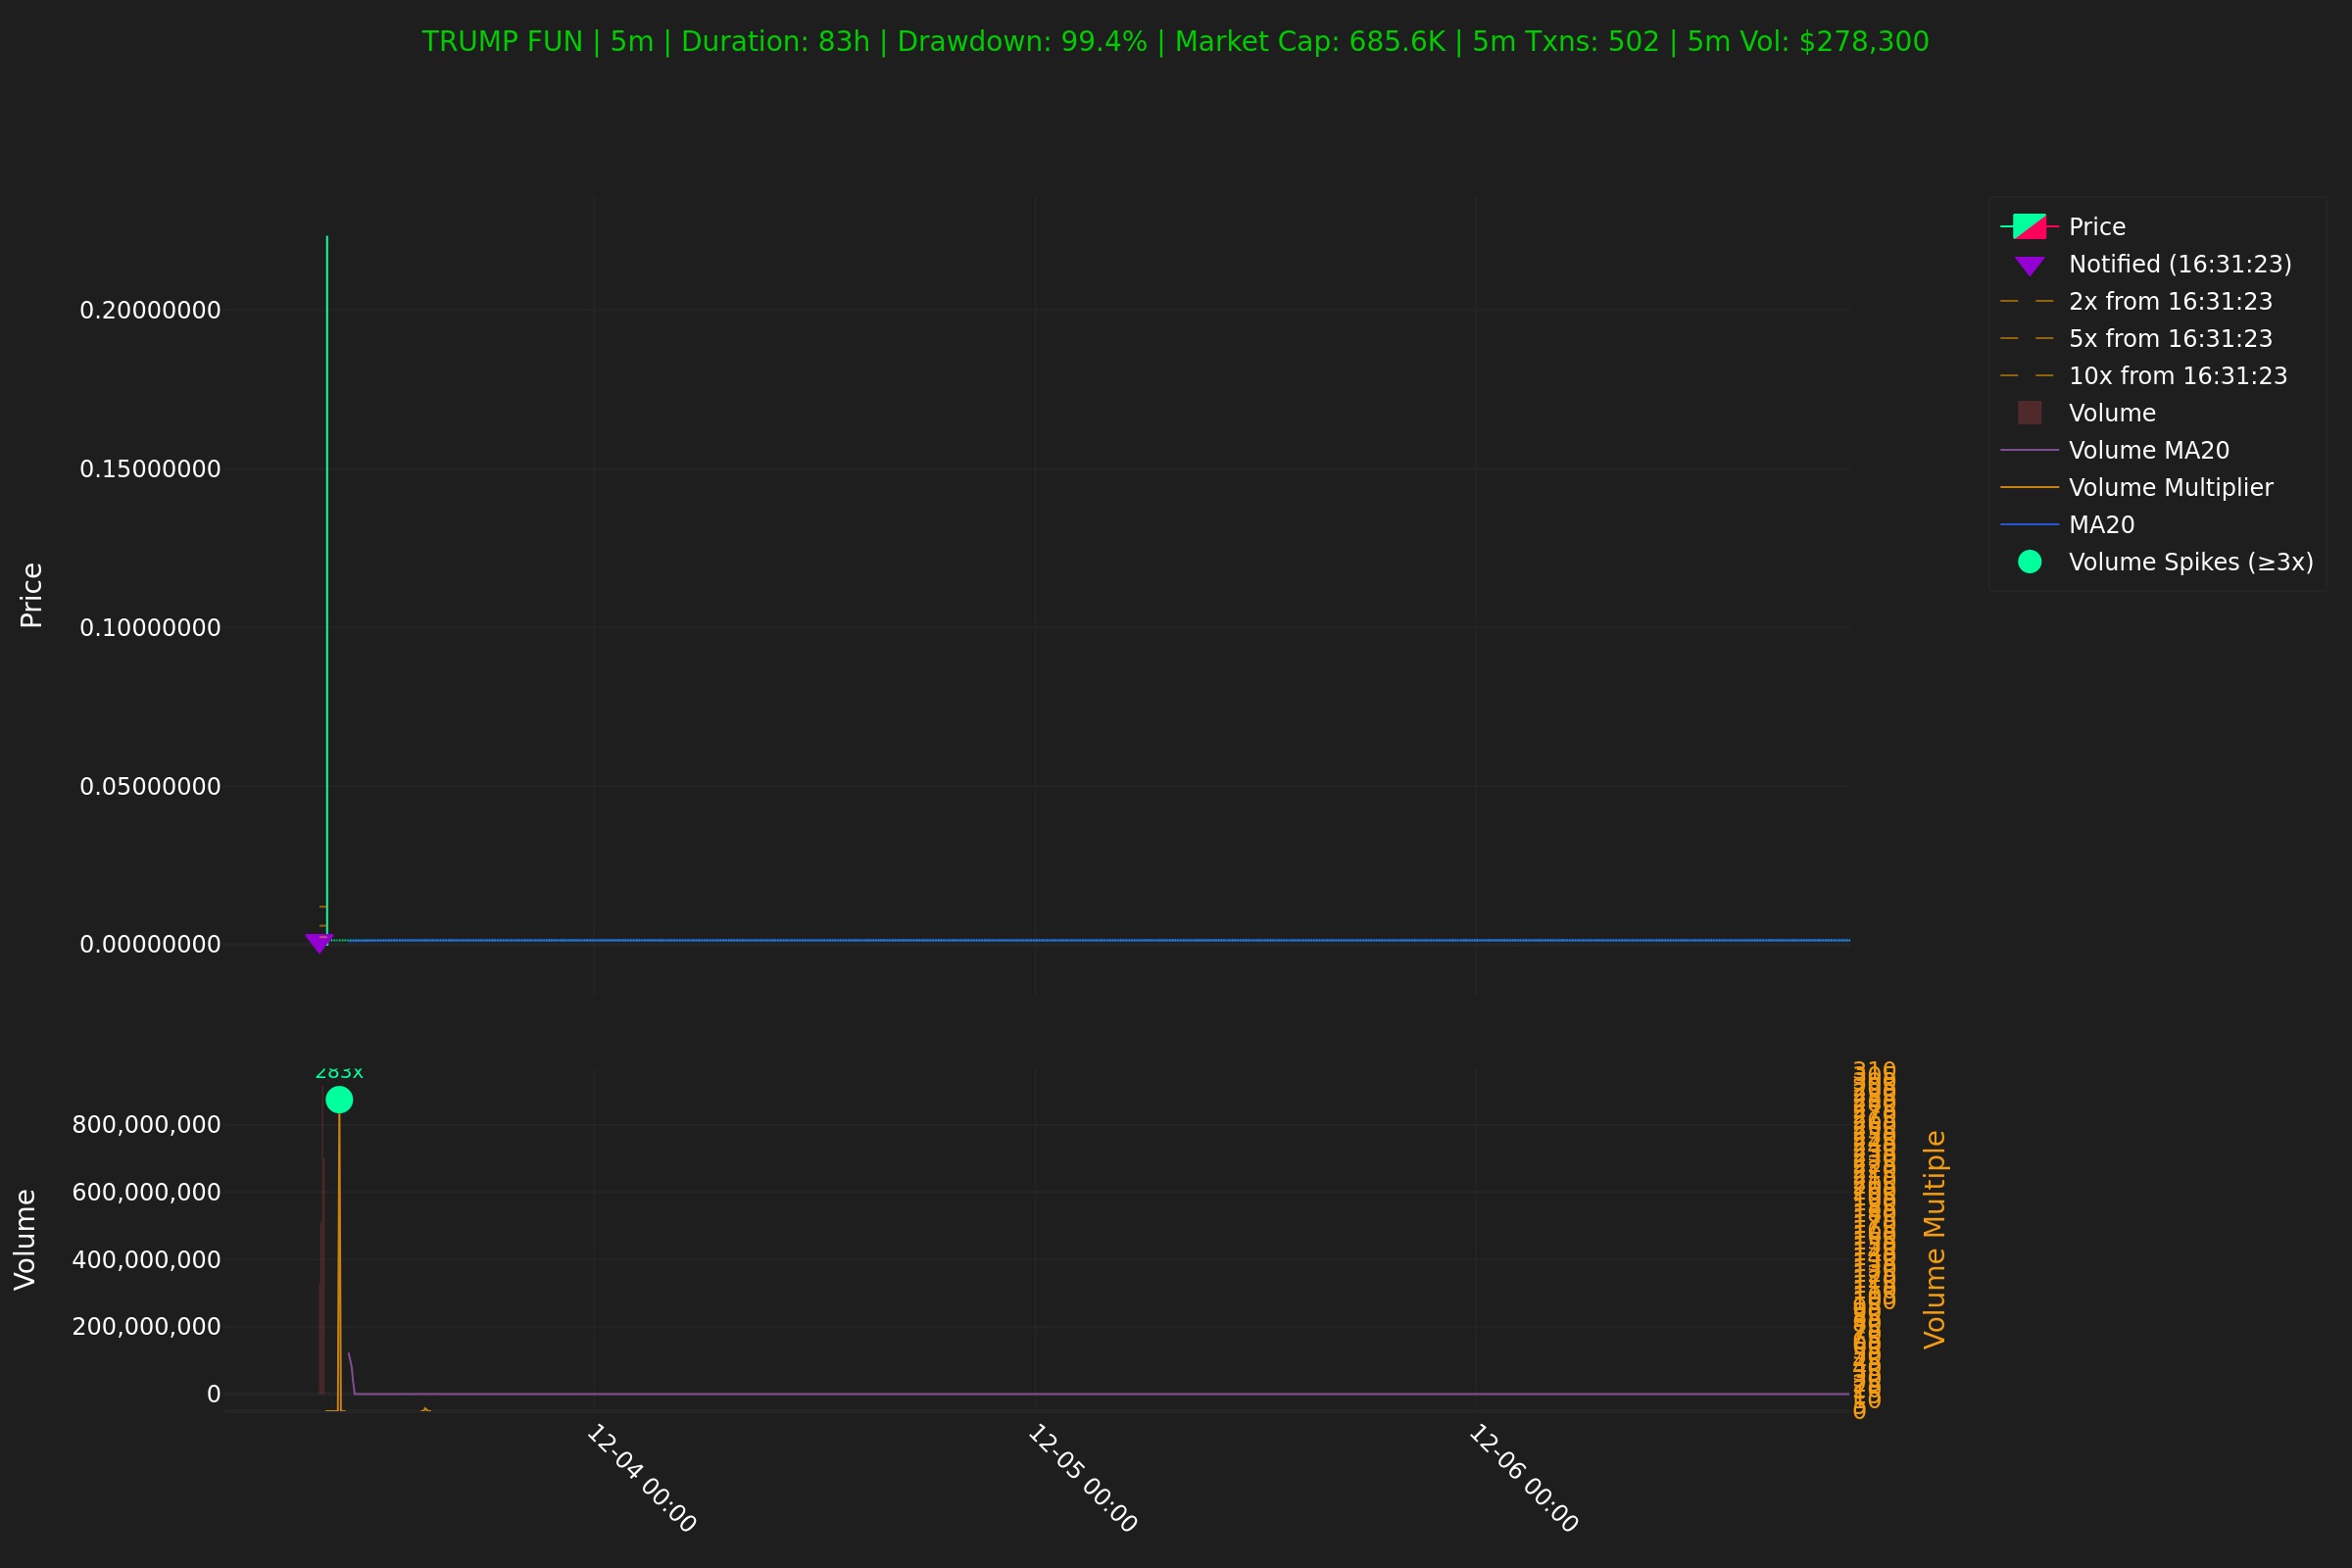 TRUMP FUN | 5m | Duration: 83h | Drawdown: 99.4% | Market Cap: 685.6K | 5m Txns: 502 | 5m Vol: $278,300
Price
0.20000000
0.15000000
0.10000000
0.05000000
0.00000000
Price
Notified (16:31:23)
2x from 16:31:23
5x from 16:31:23
10x from 16:31:23
Volume
Volume MA20
Volume Multiplier
MA20
Volume Spikes (≥3x)
283x
Volume
800,000,000
600,000,000
400,000,000
200,000,000
0
Volume Multiple
12-04 00:00
12-05 00:00
12-06 00:00